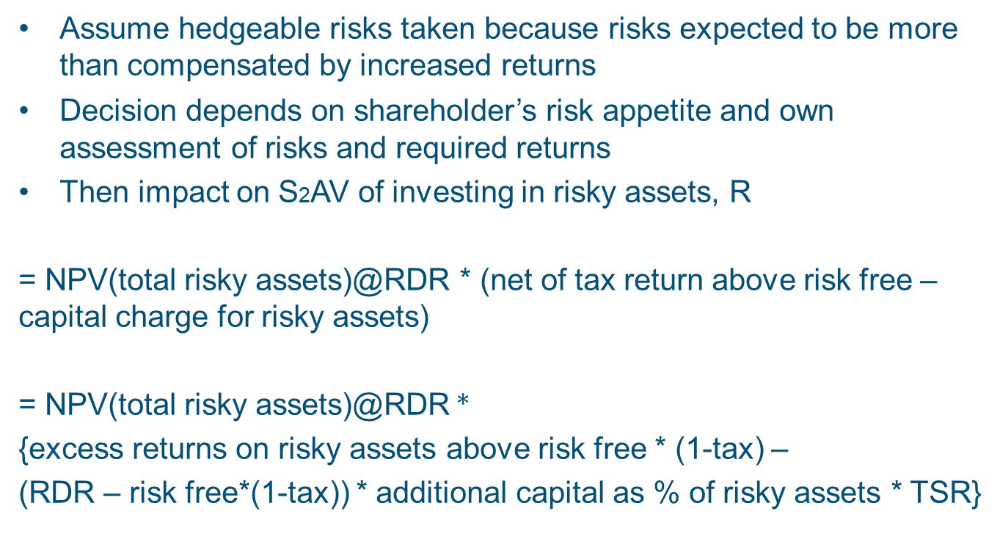 • Assume hedgeable risks taken because risks expected to be more
than compensated by increased returns
• Decision depends on shareholder’s risk appetite and own
assessment of risks and required returns
• Then impact on S2AV of investing in risky assets, R
= NPV(total risky assets)@RDR * (net of tax return above risk free –
capital charge for risky assets)
= NPV(total risky assets)@RDR *
{excess returns on risky assets above risk free * (1-tax) –
(RDR – risk free*(1-tax)) * additional capital as % of risky assets * TSR}